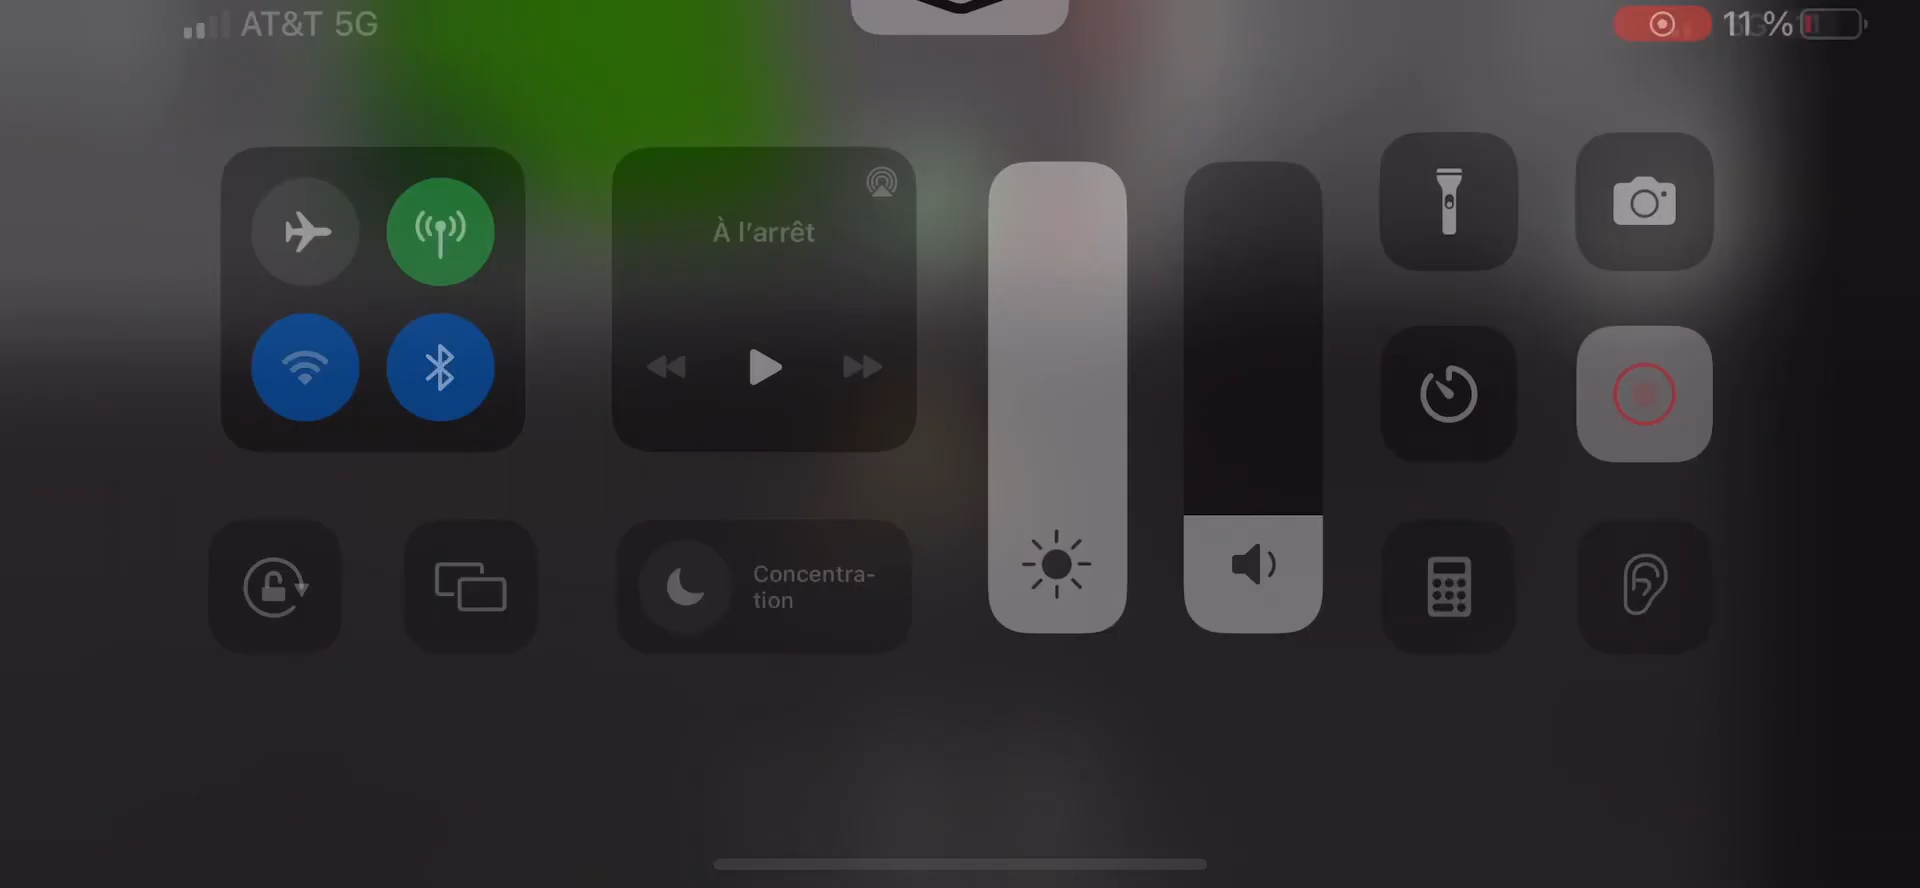 AT&T 5G
11 %
À l'arrêt
Concentra-
tion